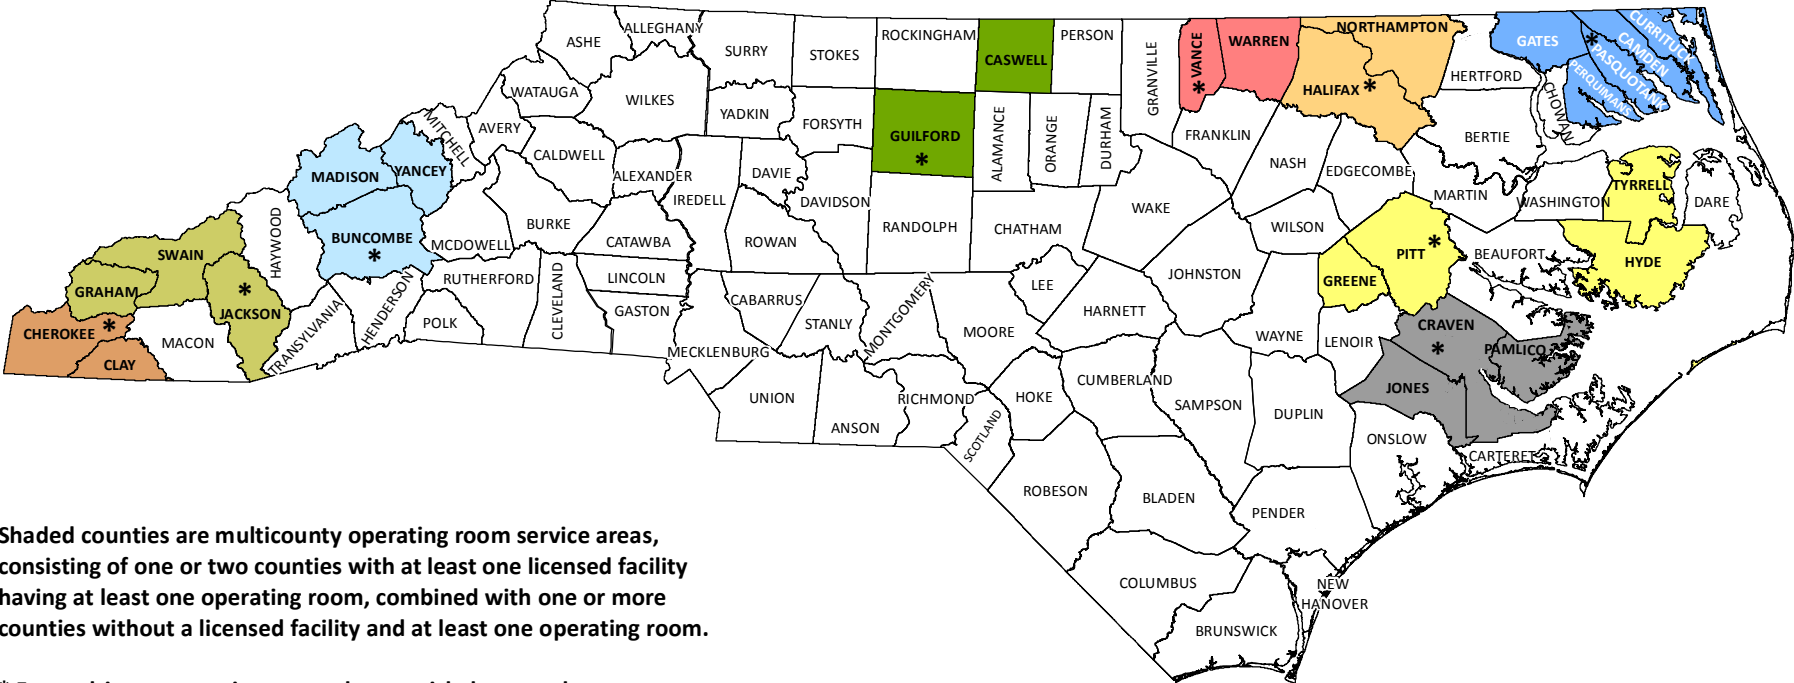 ALLEGHANY
ASHE
SURRY
STOKES
ROCKINGHAM
CASWELL
PERSON
GRANVILLE
VANCE
*
WARREN
NORTHAMPTON
HALIFAX *
HERTFORD
GATES
*
CURRITUCK
CAMDEN
PASQUOTANK
PERQUIMANS
CHOWAN
WATAUGA
WILKES
YADKIN
FORSYTH
GUILFORD
*
ALAMANCE
ORANGE
DURHAM
FRANKLIN
NASH
EDGECOMBE
BERTIE
MARTIN
WASHINGTON
TYRRELL
DARE
MITCHELL
AVERY
CALDWELL
ALEXANDER
IREDELL
DAVIE
DAVIDSON
RANDOLPH
CHATHAM
WAKE
WILSON
MADISON
YANCEY
BUNCOMBE
*
MCDOWELL
BURKE
CATAWBA
ROWAN
JOHNSTON
GREENE
PITT *
BEAUFORT
HYDE
HAYWOOD
SWAIN
GRAHAM
*
JACKSON
CHEROKEE *
CLAY
MACON
TRANSYLVANIA
HENDERSON
POLK
RUTHERFORD
CLEVELAND
LINCOLN
GASTON
MECKLENBURG
CABARRUS
STANLY
MONTGOMERY
MOORE
LEE
HARNETT
WAYNE
LENOIR
CRAVEN
*
PAMLICO
JONES
UNION
ANSON
RICHMOND
SCOTLAND
HOKE
CUMBERLAND
SAMPSON
DUPLIN
ONSLOW
CARTERET
ROBESON
BLADEN
PENDER
COLUMBUS
NEW
HANOVER
BRUNSWICK
Shaded counties are multicounty operating room service areas,
consisting of one or two counties with at least one licensed facility
having at least one operating room, combined with one or more
counties without a licensed facility and at least one operating room.